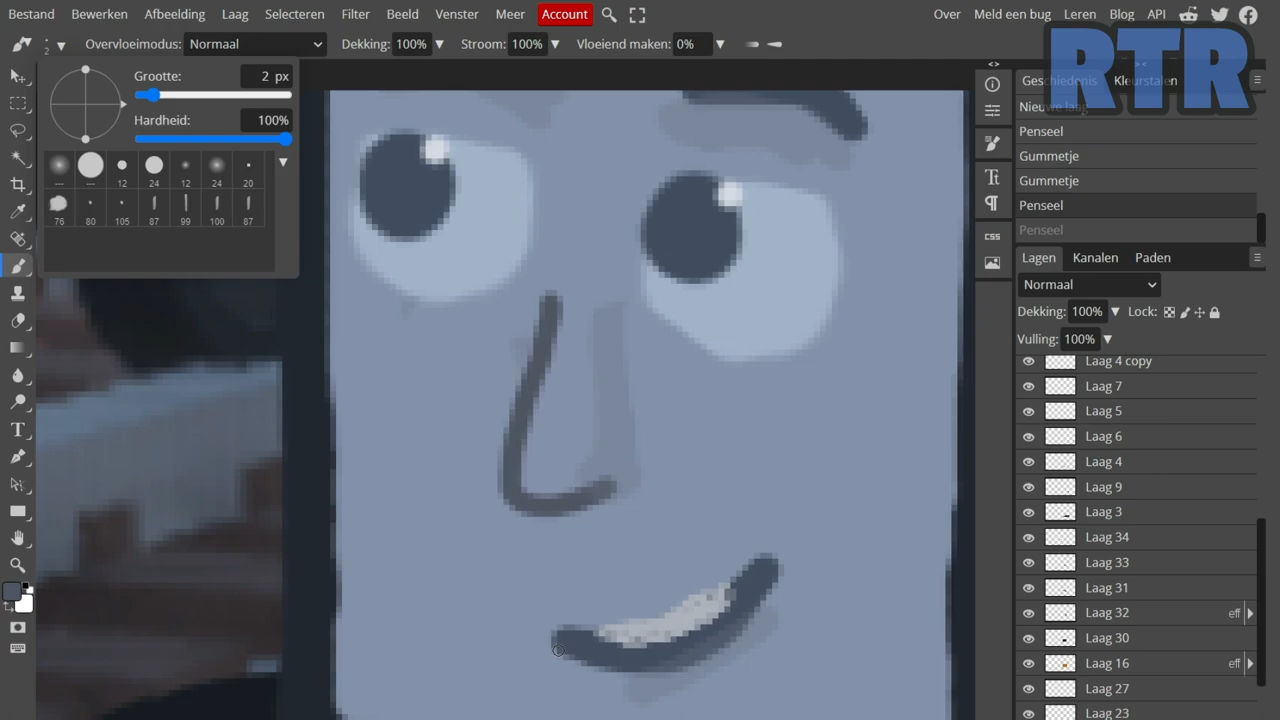 Bestand Bewerken Afbeelding Laag Selecteren Filter Beeld Venster Meer Account Over Meld een bug Leren Blog API
2 Overvloeimodus: Normaal Dekking: 100% Stroom: 100% Vloeiend maken: 0%
RTR
Grootte: 2 px
Hardheid: 100%
--- --- 12 24 12 24 20
76 80 105 87 99 100 87
Geschiedenis Kleurstalen
Nieuwe laag
Penseel
Gummetje
Gummetje
Penseel
Penseel
CSS
Lagen Kanalen Paden
Normaal
Dekking: 100% Lock:
Vulling: 100%
Laag 4 copy
Laag 7
Laag 5
Laag 6
Laag 4
Laag 9
Laag 3
Laag 34
Laag 33
Laag 31
Laag 32 eff
Laag 30
Laag 16 eff
Laag 27
Laag 23